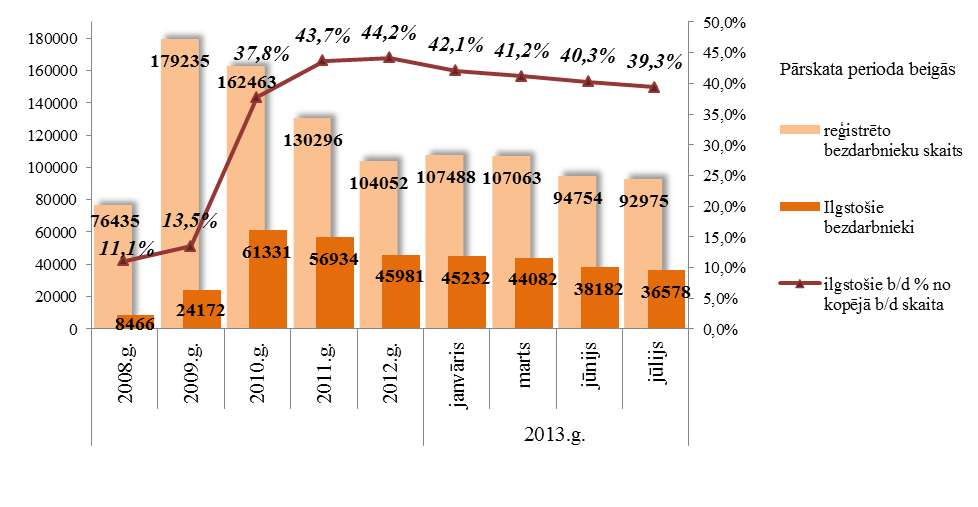 180000
160000
140000
120000
100000
80000
60000
40000
20000
0
50,0%
45,0%
40,0%
35,0%
30,0%
25,0%
20,0%
15,0%
10,0%
5,0%
0,0%
11,1%
13,5%
37,8%
43,7%
44,2%
42,1%
41,2%
40,3%
39,3%
76435
179235
162463
130296
104052
107488
107063
94754
92975
8466
24172
61331
56934
45981
45232
44082
38182
36578
2008.g.
2009.g.
2010.g.
2011.g.
2012.g.
janvāris
marts
jūnijs
jūlijs
2013.g.
Pārskata perioda beigās
reģistrēto
bezdarbnieku skaits
Ilgstošie
bezdarbnieki
ilgstošie b/d % no
kopējā b/d skaita